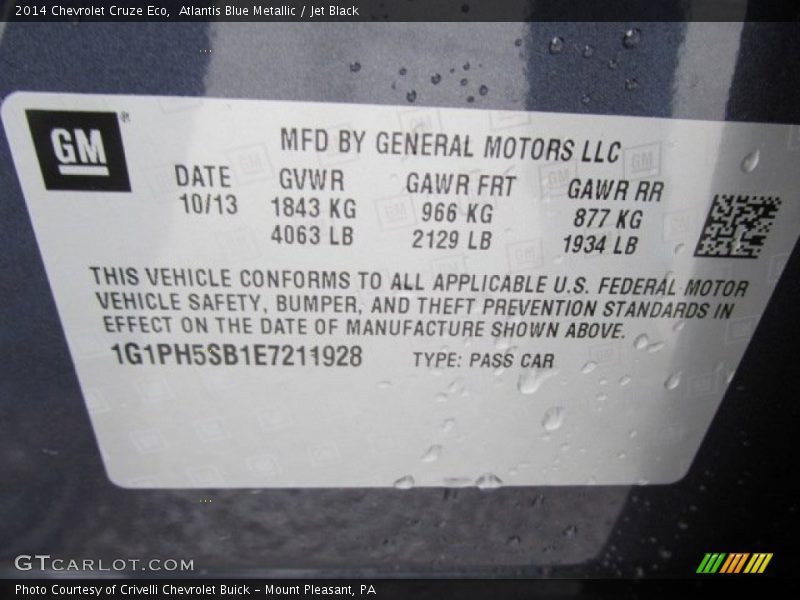 2014 Chevrolet Cruze Eco,  Atlantis Blue Metallic / Jet Black
GM®
MFD BY GENERAL MOTORS LLC
DATE GVWR GAWR FRT GAWR RR
10/13 1843 KG 966 KG 877 KG
4063 LB 2129 LB 1934 LB
THIS VEHICLE CONFORMS TO ALL APPLICABLE U.S. FEDERAL MOTOR
VEHICLE SAFETY, BUMPER, AND THEFT PREVENTION STANDARDS IN
EFFECT ON THE DATE OF MANUFACTURE SHOWN ABOVE.
1G1PH5SB1E7211928 TYPE: PASS CAR
GTCARLOT.COM
Photo Courtesy of Crivelli Chevrolet Buick – Mount Pleasant, PA